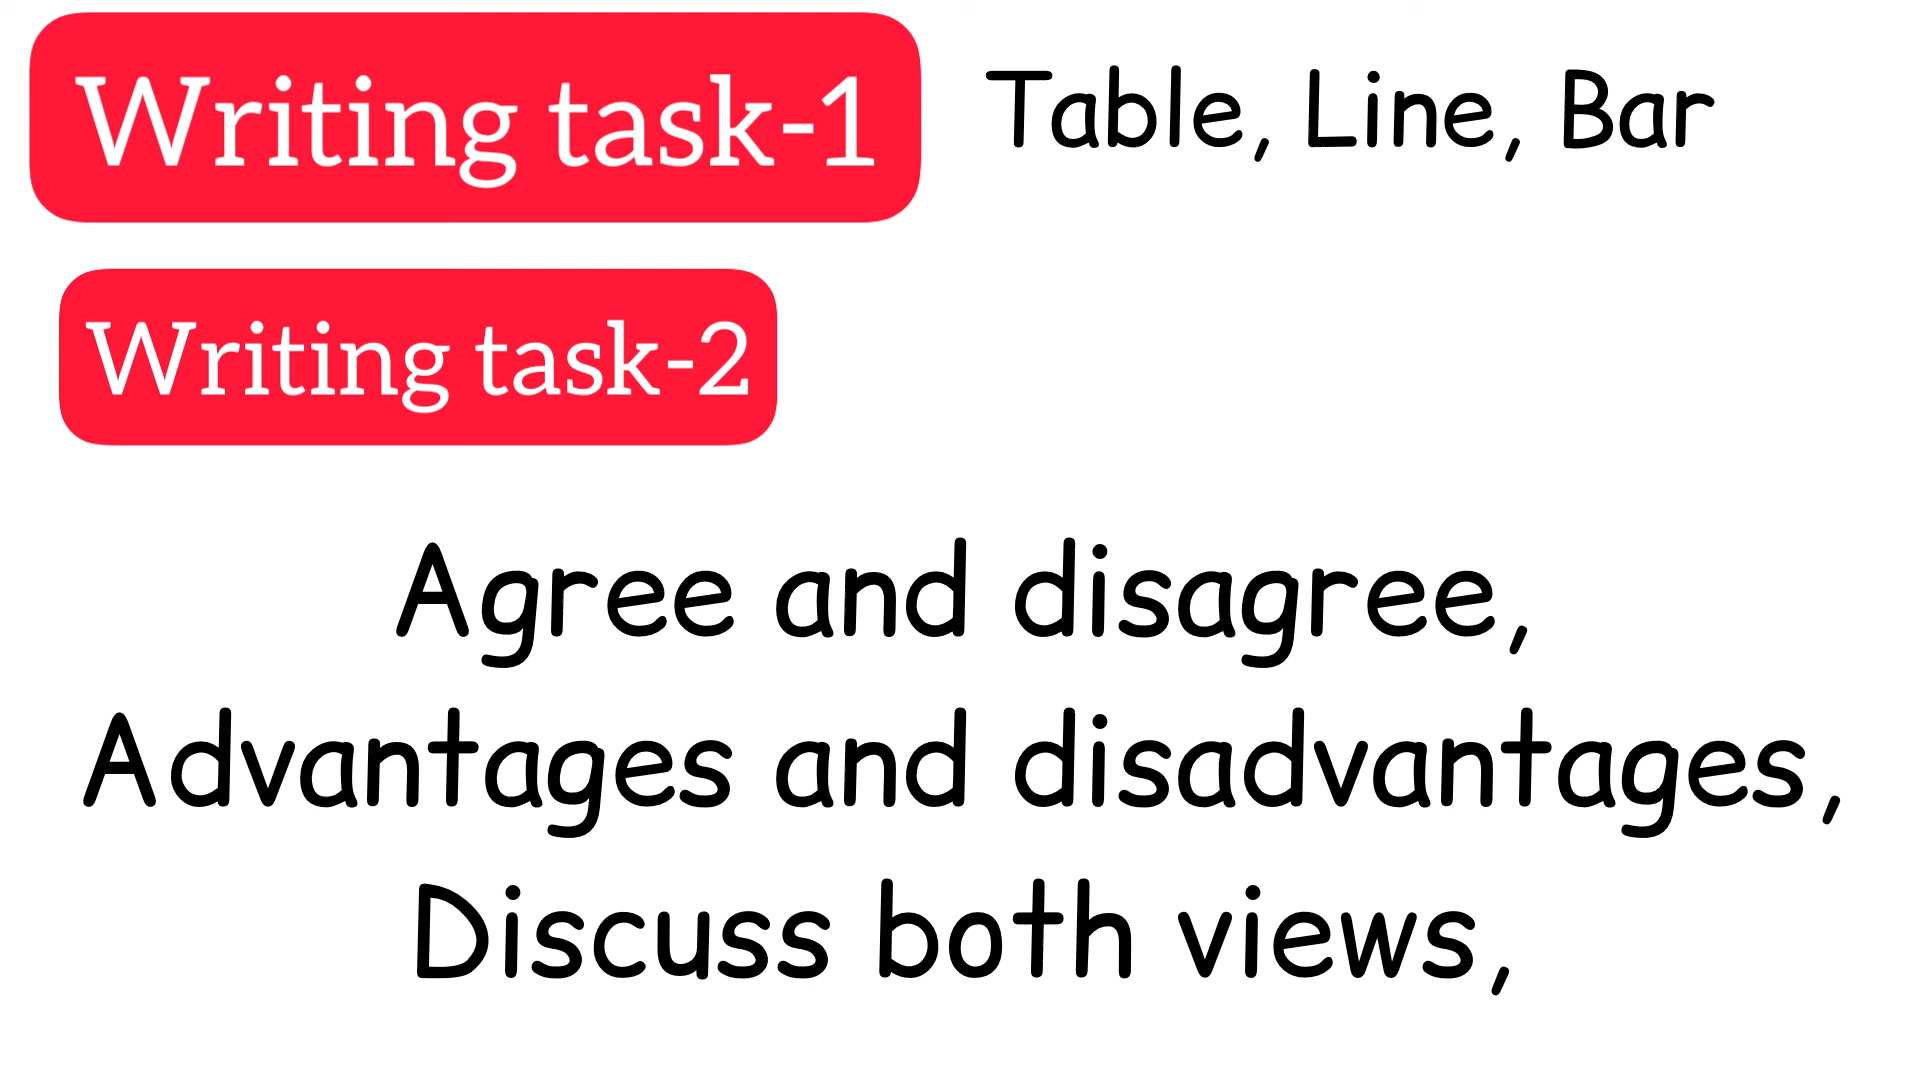 Writing task-1
Table, Line, Bar
Writing task-2
Agree and disagree,
Advantages and disadvantages,
Discuss both views,